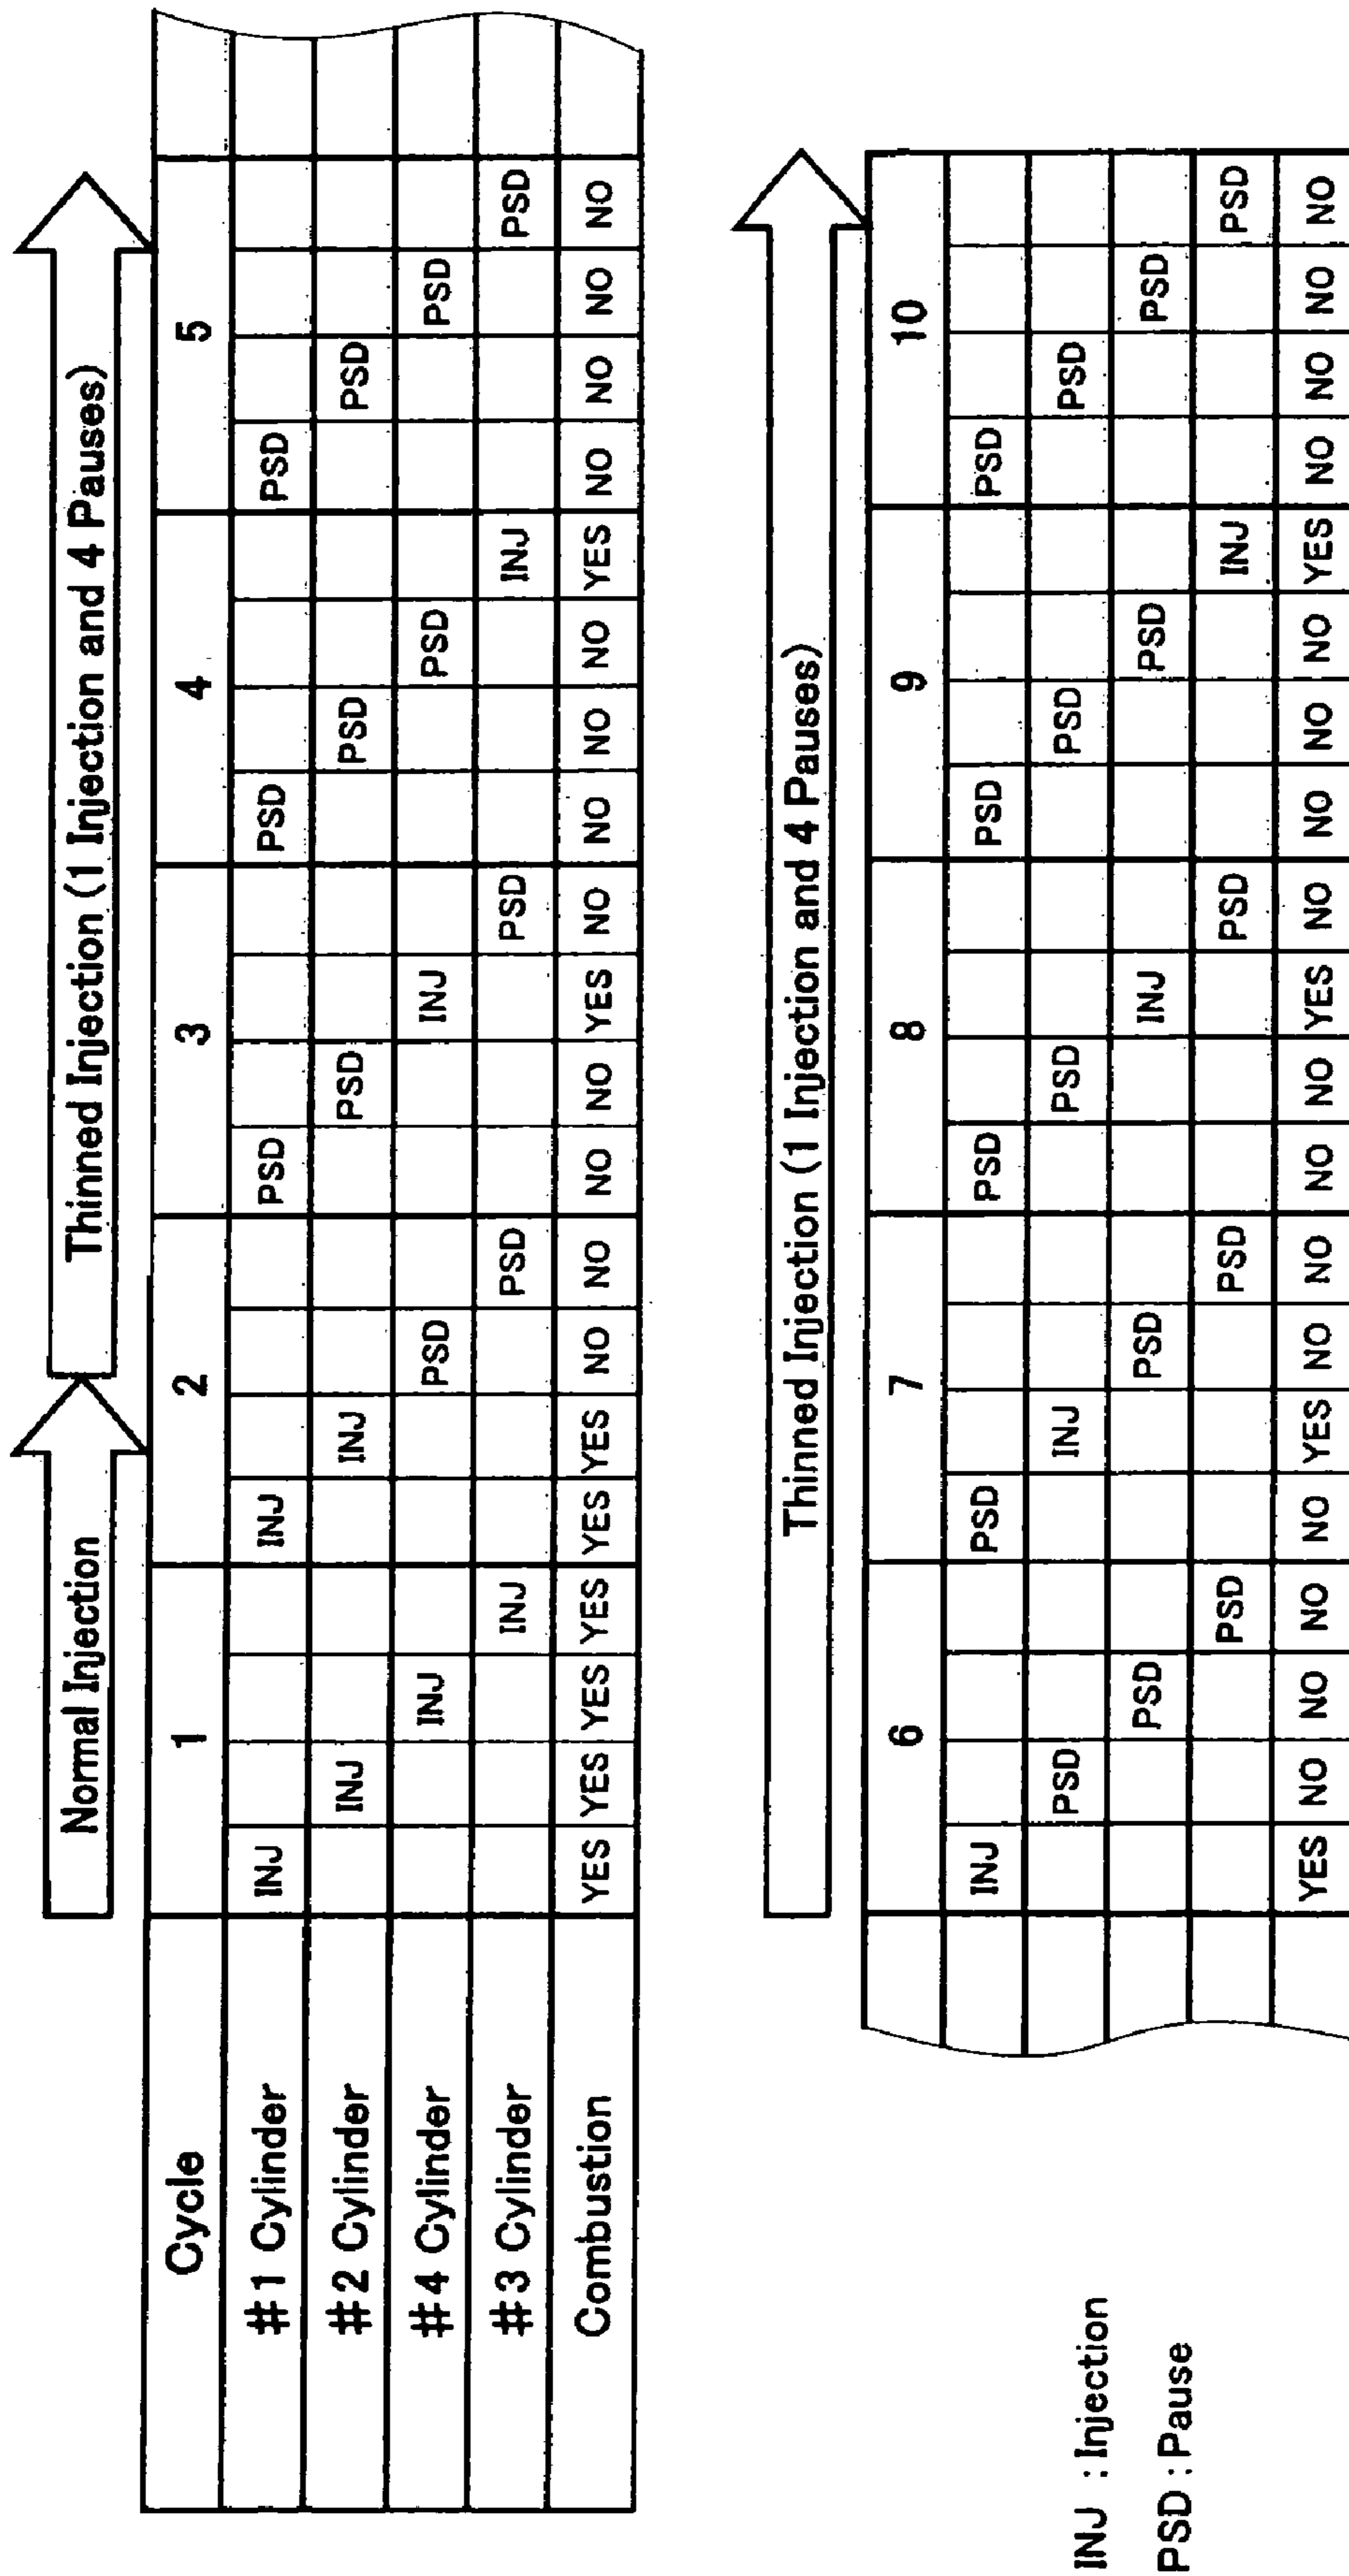 Normal Injection Thinned Injection (1 Injection and 4 Pauses)
Cycle 1 2 3 4 5
#1 Cylinder INJ INJ PSD PSD PSD
#2 Cylinder INJ INJ PSD PSD PSD
#4 Cylinder INJ PSD INJ PSD PSD
#3 Cylinder INJ PSD PSD INJ PSD
Combustion YES YES YES YES YES YES NO NO NO NO YES NO NO NO NO YES NO NO NO NO
Thinned Injection (1 Injection and 4 Pauses)
6 7 8 9 10
INJ PSD PSD PSD PSD
PSD INJ PSD PSD PSD
PSD PSD INJ PSD PSD
PSD PSD PSD INJ PSD
YES NO NO NO NO YES NO NO NO NO YES NO NO NO NO YES NO NO NO NO
INJ : Injection
PSD : Pause